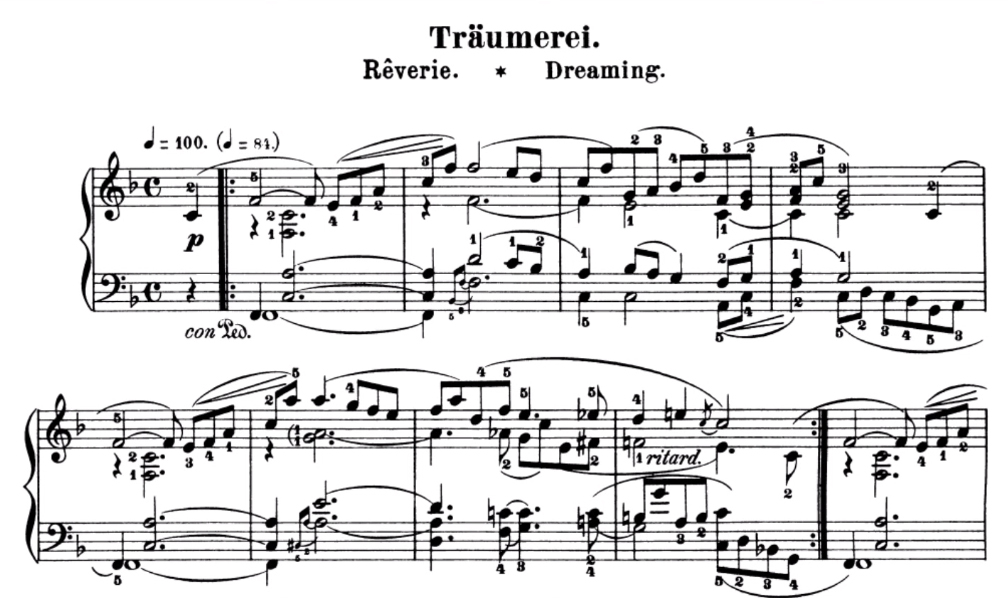 Träumerei.
Rêverie. * Dreaming.
♩ = 100. (♩ = 84.)
p
con Ped.
ritard.